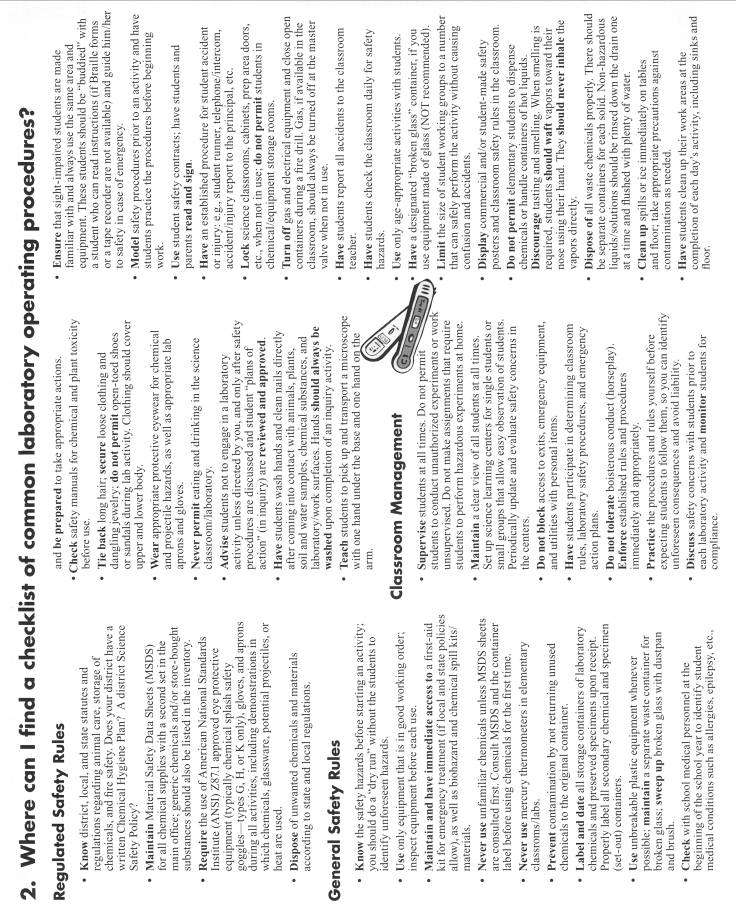 2. Where can I find a checklist of common laboratory operating procedures?
Regulated Safety Rules
Know district, local, and state statutes and
regulations regarding animal care, storage of
chemicals, and fire safety. Does your district have a
written Chemical Hygiene Plan? A district Science
Safety Policy?
• Maintain Material Safety Data Sheets (MSDS)
for all chemical supplies with a second set in the
main office; generic chemicals and/or store-bought
substances should also be listed in the inventory.
• Require the use of American National Standards
Institute (ANSI) Z87.1 approved eye protective
equipment (typically chemical splash safety
goggles—types G, H, or K only), gloves, and aprons
during all activities, including demonstrations in
which chemicals, glassware, potential projectiles, or
heat are used.
• Dispose of unwanted chemicals and materials
according to state and local regulations.
General Safety Rules
• Know the safety hazards before starting an activity;
you should do a “dry run” without the students to
identify unforeseen hazards.
• Use only equipment that is in good working order;
inspect equipment before each use.
• Maintain and have immediate access to a first-aid
kit for emergency treatment (if local and state policies
allow), as well as biohazard and chemical spill kits/
materials.
• Never use unfamiliar chemicals unless MSDS sheets
are consulted first. Consult MSDS and the container
label before using chemicals for the first time.
• Never use mercury thermometers in elementary
classrooms/labs.
• Prevent contamination by not returning unused
chemicals to the original container.
• Label and date all storage containers of laboratory
chemicals and preserved specimens upon receipt.
Properly label all secondary chemical and specimen
(set-out) containers.
• Use unbreakable plastic equipment whenever
possible; maintain a separate waste container for
broken glass; sweep up broken glass with dustpan
and brush.
• Check with school medical personnel at the
beginning of the school year to identify student
medical conditions such as allergies, epilepsy, etc.,
and be prepared to take appropriate actions.
• Check safety manuals for chemical and plant toxicity
before use.
• Tie back long hair; secure loose clothing and
dangling jewelry; do not permit open-toed shoes
or sandals during lab activity. Clothing should cover
upper and lower body.
• Wear appropriate protective eyewear for chemical
and projectile hazards, as well as appropriate lab
aprons and gloves.
• Never permit eating and drinking in the science
classroom/laboratory.
• Advise students not to engage in a laboratory
activity unless directed by you, and only after safety
procedures are discussed and student “plans of
action” (in inquiry) are reviewed and approved.
• Have students wash hands and clean nails directly
after coming into contact with animals, plants,
soil and water samples, chemical substances, and
laboratory/work surfaces. Hands should always be
washed upon completion of an inquiry activity.
• Teach students to pick up and transport a microscope
with one hand under the base and one hand on the
arm.
Classroom Management
• Supervise students at all times. Do not permit
students to conduct unauthorized experiments or work
unsupervised. Do not make assignments that require
students to perform hazardous experiments at home.
• Maintain a clear view of all students at all times.
Set up science learning centers for single students or
small groups that allow easy observation of students.
Periodically update and evaluate safety concerns in
the centers.
• Do not block access to exits, emergency equipment,
and utilities with personal items.
• Have students participate in determining classroom
rules, laboratory safety procedures, and emergency
action plans.
• Do not tolerate boisterous conduct (horseplay).
Enforce established rules and procedures
immediately and appropriately.
• Practice the procedures and rules yourself before
expecting students to follow them, so you can identify
unforeseen consequences and avoid liability.
• Discuss safety concerns with students prior to
each laboratory activity and monitor students for
compliance.
• Ensure that sight-impaired students are made
familiar with and always use the same area and
equipment. These students should be “buddied” with
a student who can read instructions (if Braille forms
or a tape recorder are not available) and guide him/her
to safety in case of emergency.
• Model safety procedures prior to an activity and have
students practice the procedures before beginning
work.
• Use student safety contracts; have students and
parents read and sign.
• Have an established procedure for student accident
or injury: e.g., student runner, telephone/intercom,
accident/injury report to the principal, etc.
• Lock science classrooms, cabinets, prep area doors,
etc., when not in use; do not permit students in
chemical/equipment storage rooms.
• Turn off gas and electrical equipment and close open
containers during a fire drill. Gas, if available in the
classroom, should always be turned off at the master
valve when not in use.
• Have students report all accidents to the classroom
teacher.
• Have students check the classroom daily for safety
hazards.
• Use only age-appropriate activities with students.
• Have a designated “broken glass” container, if you
use equipment made of glass (NOT recommended).
• Limit the size of student working groups to a number
that can safely perform the activity without causing
confusion and accidents.
• Display commercial and/or student-made safety
posters and classroom safety rules in the classroom.
• Do not permit elementary students to dispense
chemicals or handle containers of hot liquids.
Discourage tasting and smelling. When smelling is
required, students should waft vapors toward their
nose using their hand. They should never inhale the
vapors directly.
• Dispose of all waste chemicals properly. There should
be separate containers for each solid. Non-hazardous
liquids/solutions should be rinsed down the drain one
at a time and flushed with plenty of water.
• Clean up spills or ice immediately on tables
and floor; take appropriate precautions against
contamination as needed.
• Have students clean up their work areas at the
completion of each day’s activity, including sinks and
floor.